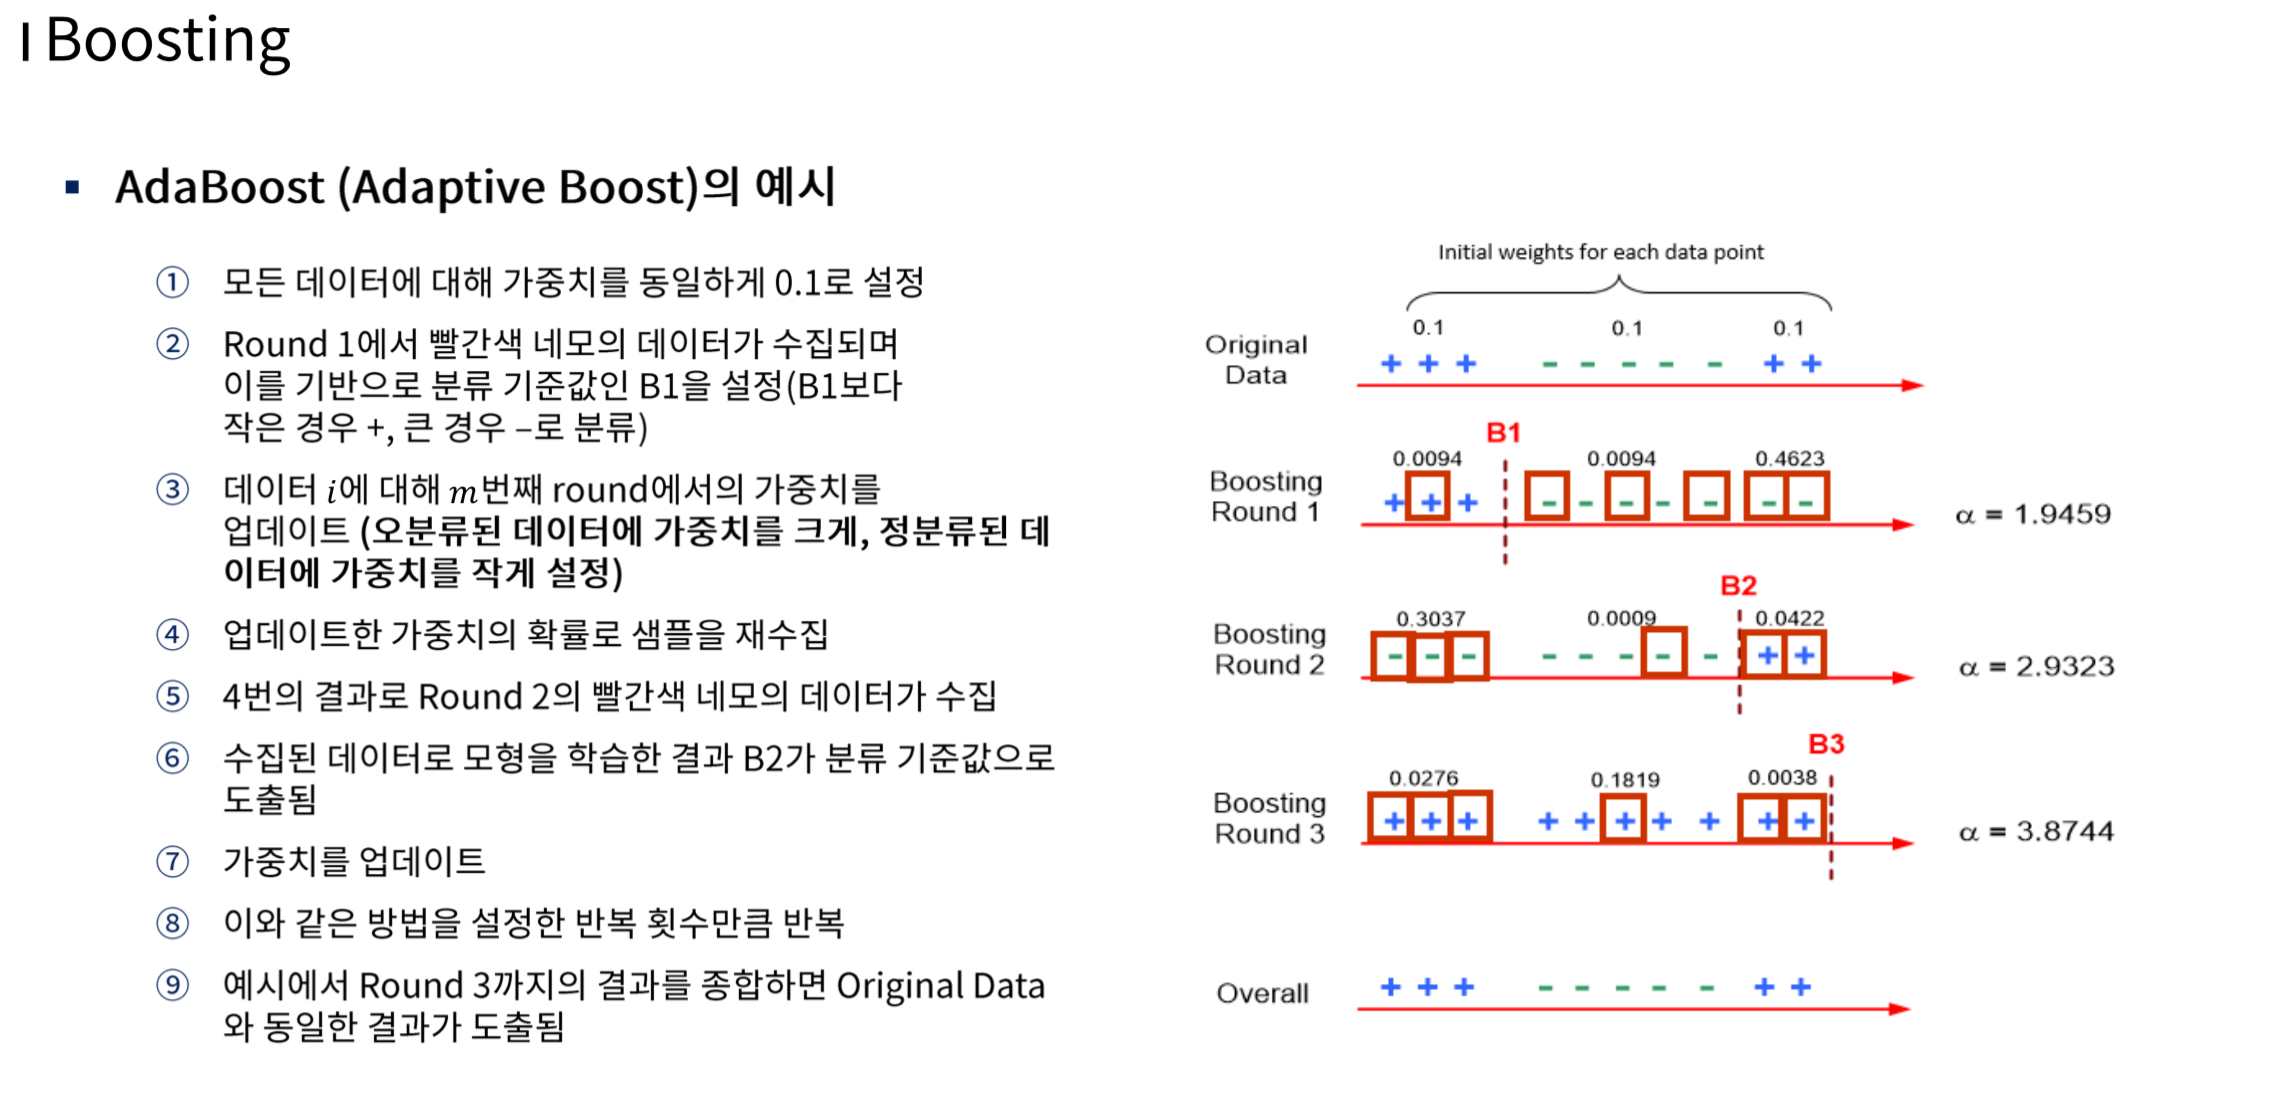 I Boosting
▪ AdaBoost (Adaptive Boost)의 예시
① 모든 데이터에 대해 가중치를 동일하게 0.1로 설정
② Round 1에서 빨간색 네모의 데이터가 수집되며
이를 기반으로 분류 기준값인 B1을 설정(B1보다
작은 경우 +, 큰 경우 –로 분류)
③ 데이터 i에 대해 m번째 round에서의 가중치를
업데이트 (오분류된 데이터에 가중치를 크게, 정분류된 데
이터에 가중치를 작게 설정)
④ 업데이트한 가중치의 확률로 샘플을 재수집
⑤ 4번의 결과로 Round 2의 빨간색 네모의 데이터가 수집
⑥ 수집된 데이터로 모형을 학습한 결과 B2가 분류 기준값으로
도출됨
⑦ 가중치를 업데이트
⑧ 이와 같은 방법을 설정한 반복 횟수만큼 반복
⑨ 예시에서 Round 3까지의 결과를 종합하면 Original Data
와 동일한 결과가 도출됨
Initial weights for each data point
0.1 0.1 0.1
Original
Data
+ + + - - - - - + +
B1
0.0094 0.0094 0.4623
Boosting
Round 1
+ + + - - - - - - -
α = 1.9459
B2
0.3037 0.0009 0.0422
Boosting
Round 2
- - - - - - - - + +
α = 2.9323
B3
0.0276 0.1819 0.0038
Boosting
Round 3
+ + + + + + + + + +
α = 3.8744
Overall
+ + + - - - - - + +